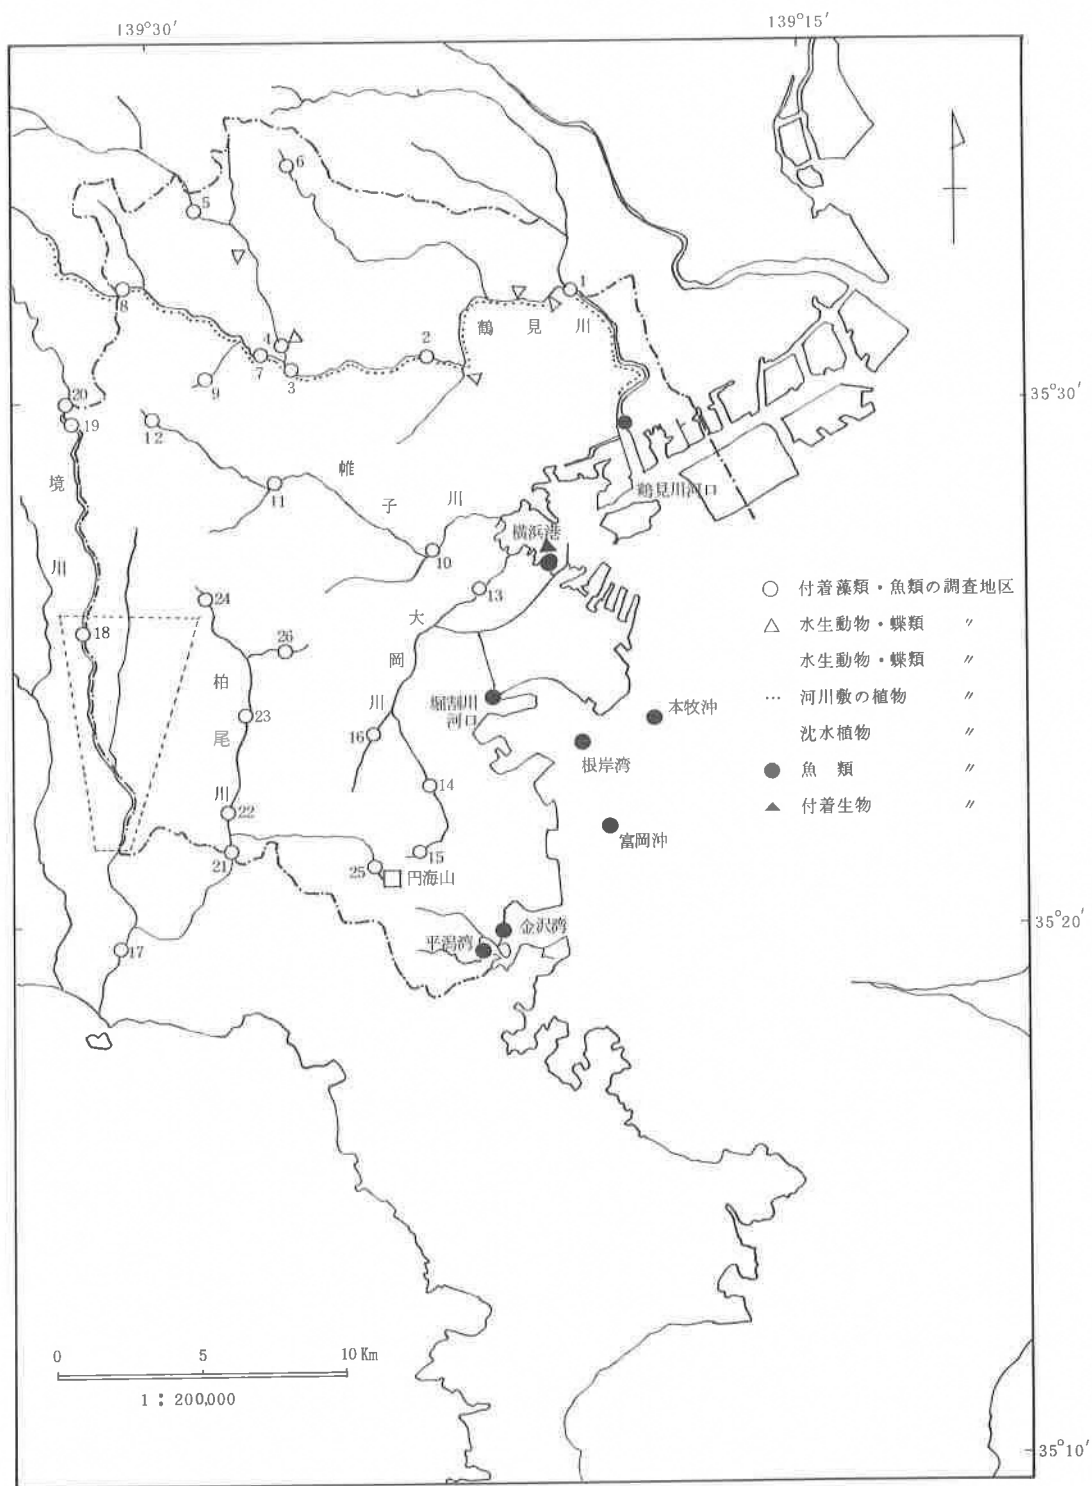 139°30′
139°15′
6
5
8
1
鶴見川
2
4
7
3
9
35°30′
20
19
12
境川
11
帷子川
鶴見川河口
横浜港
10
13
大岡川
24
18
26
柏尾川
23
堀割川
河口
本牧沖
16
根岸湾
14
22
富岡沖
21
15
25
円海山
35°20′
金沢湾
平潟湾
17
○ 付着藻類・魚類の調査地区
△ 水生動物・蝶類 〃
水生動物・蝶類 〃
… 河川敷の植物 〃
沈水植物 〃
● 魚類 〃
▲ 付着生物 〃
0 5 10 Km
1 : 200,000
35°10′